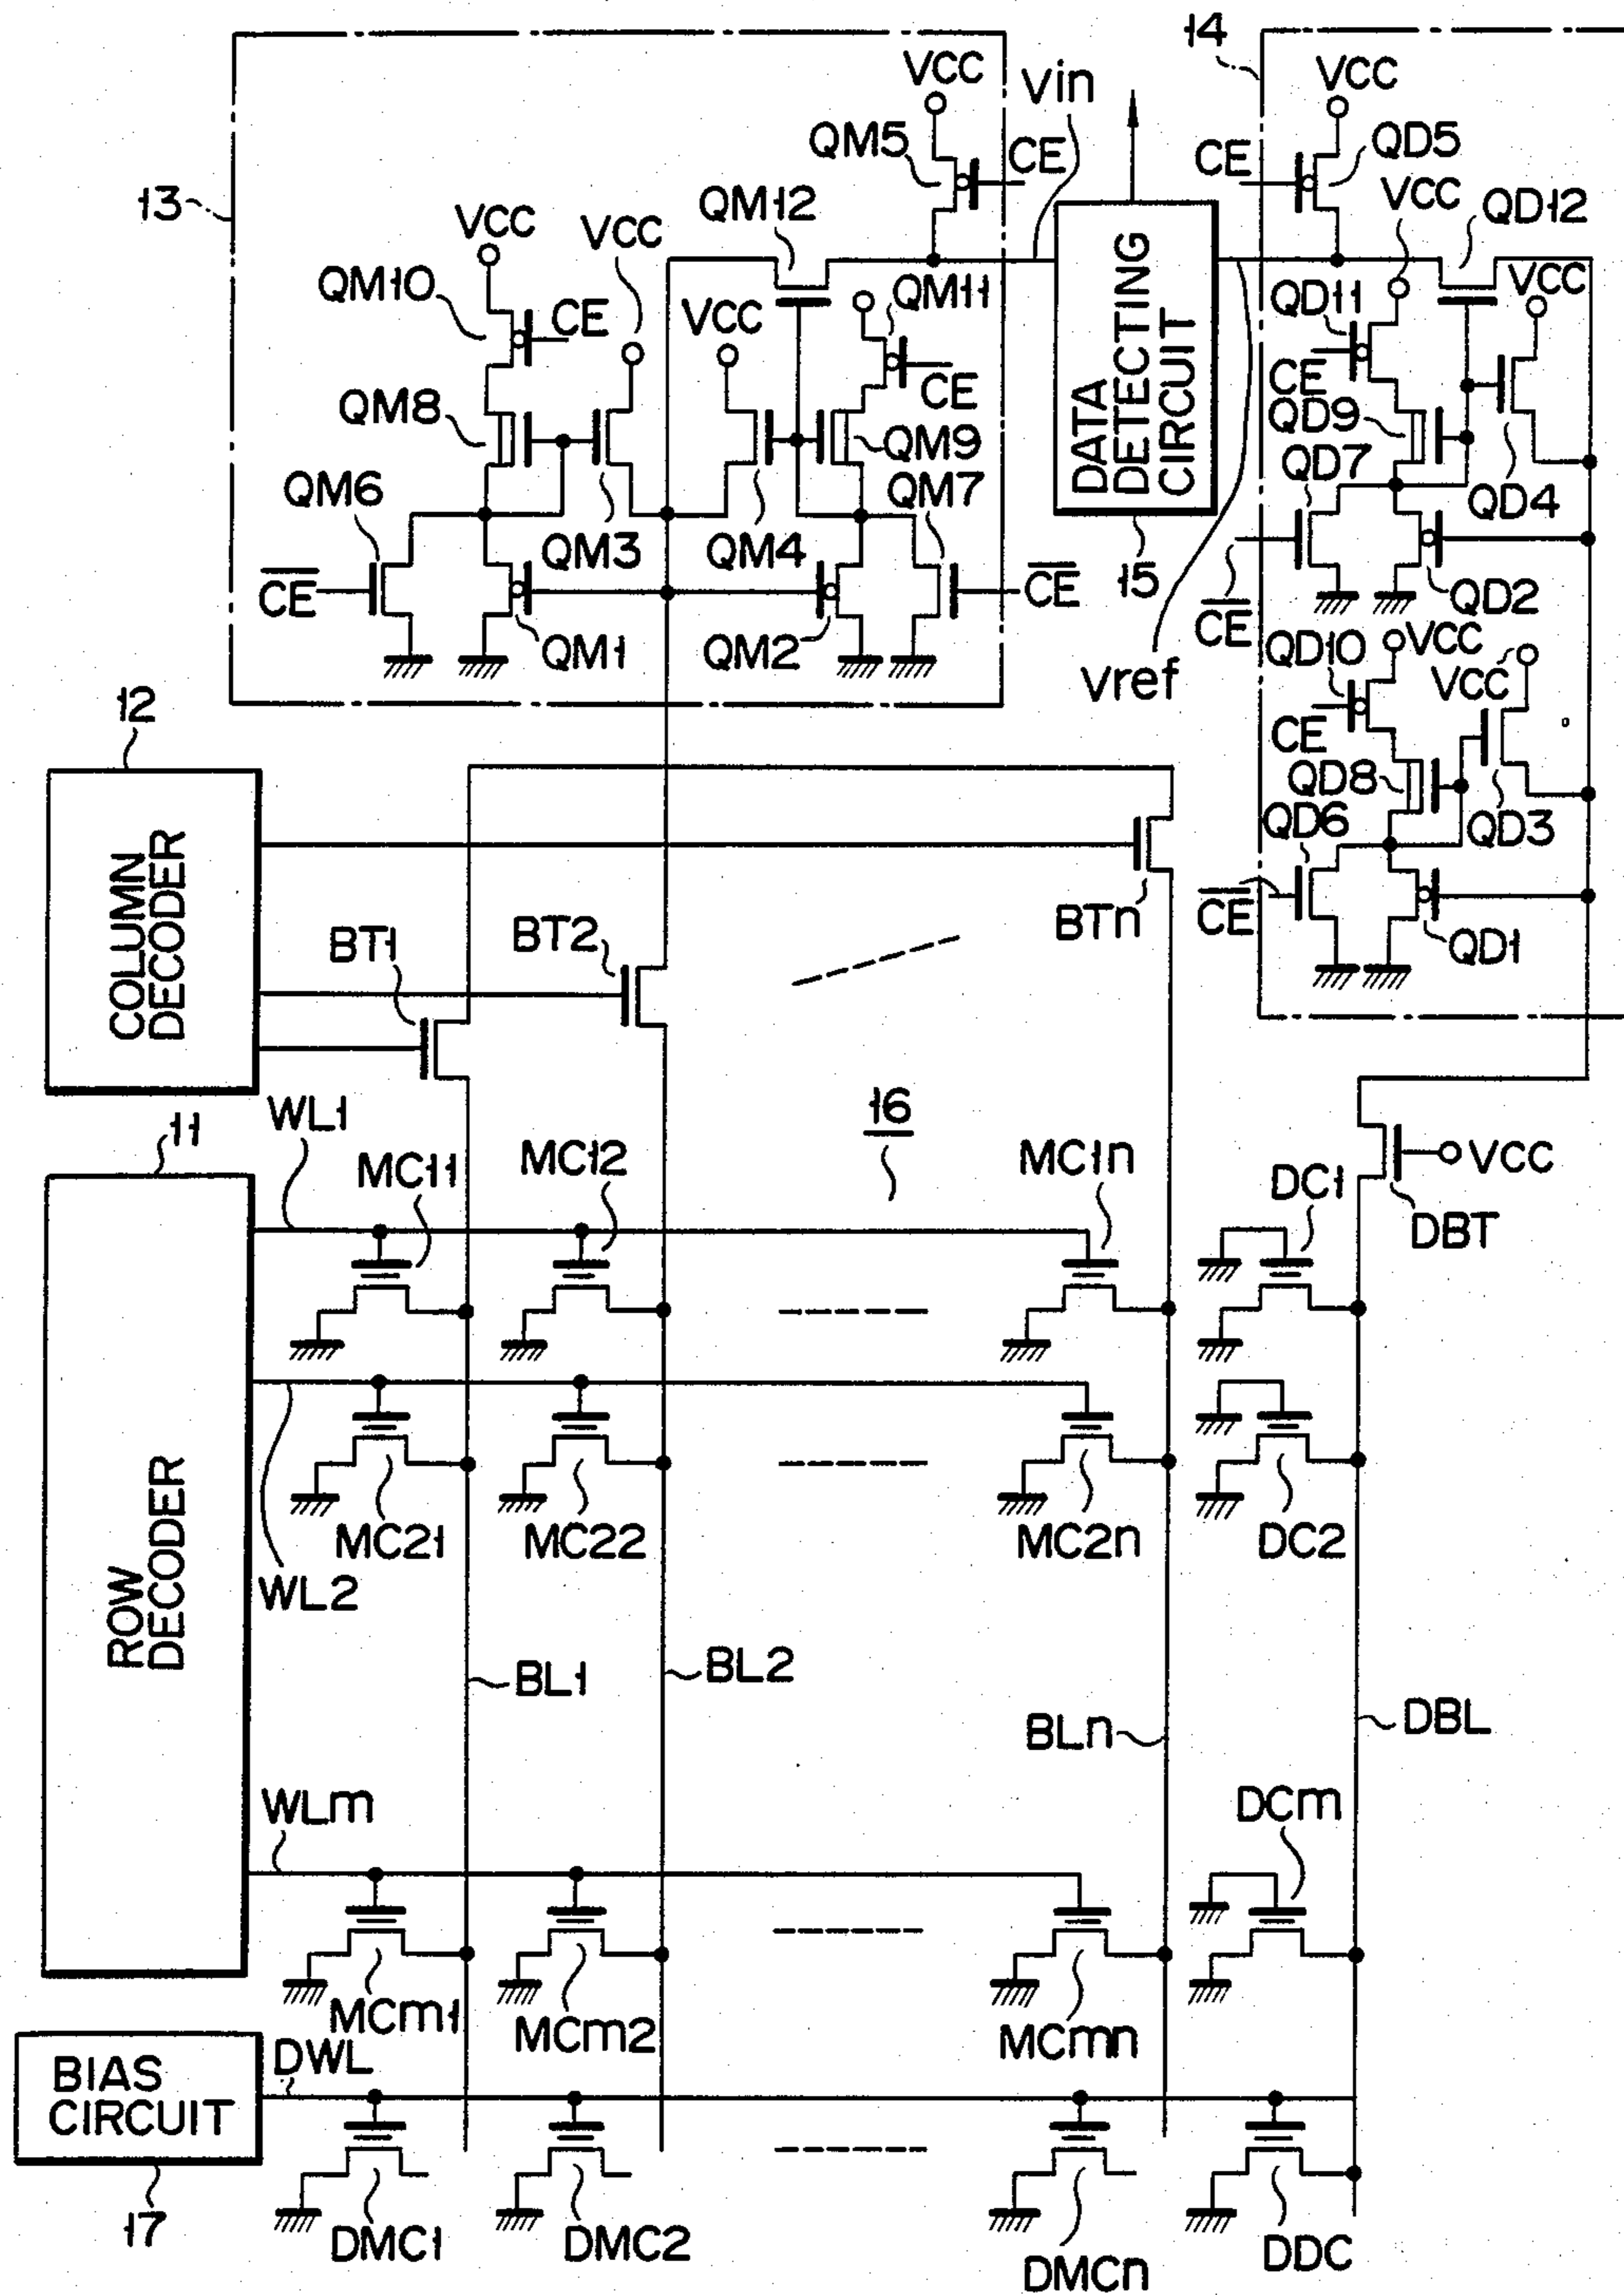 14
VCC
VCC
Vin
QM5
CE
CE
QD5
13
QM12
VCC
QD12
VCC
VCC
QM10
CE
QM11
QD11
VCC
VCC
CE
CE
QM8
QM9
QD9
QM6
QM7
QD7
QD4
DATA
DETECTING
CIRCUIT
QM3
QM4
CE
15
CE
QD2
CE
QM1
QM2
QD10
VCC
Vref
VCC
12
CE
QD8
QD3
QD6
COLUMN
DECODER
BTn
CE
QD1
BT1
BT2
11
WL1
16
MC11
MC12
MC1n
DC1
VCC
DBT
ROW
DECODER
MC21
MC22
MC2n
DC2
WL2
BL1
BL2
BLn
DBL
WLm
DCm
MCm1
MCm2
MCmn
DWL
BIAS
CIRCUIT
17
DMC1
DMC2
DMCn
DDC